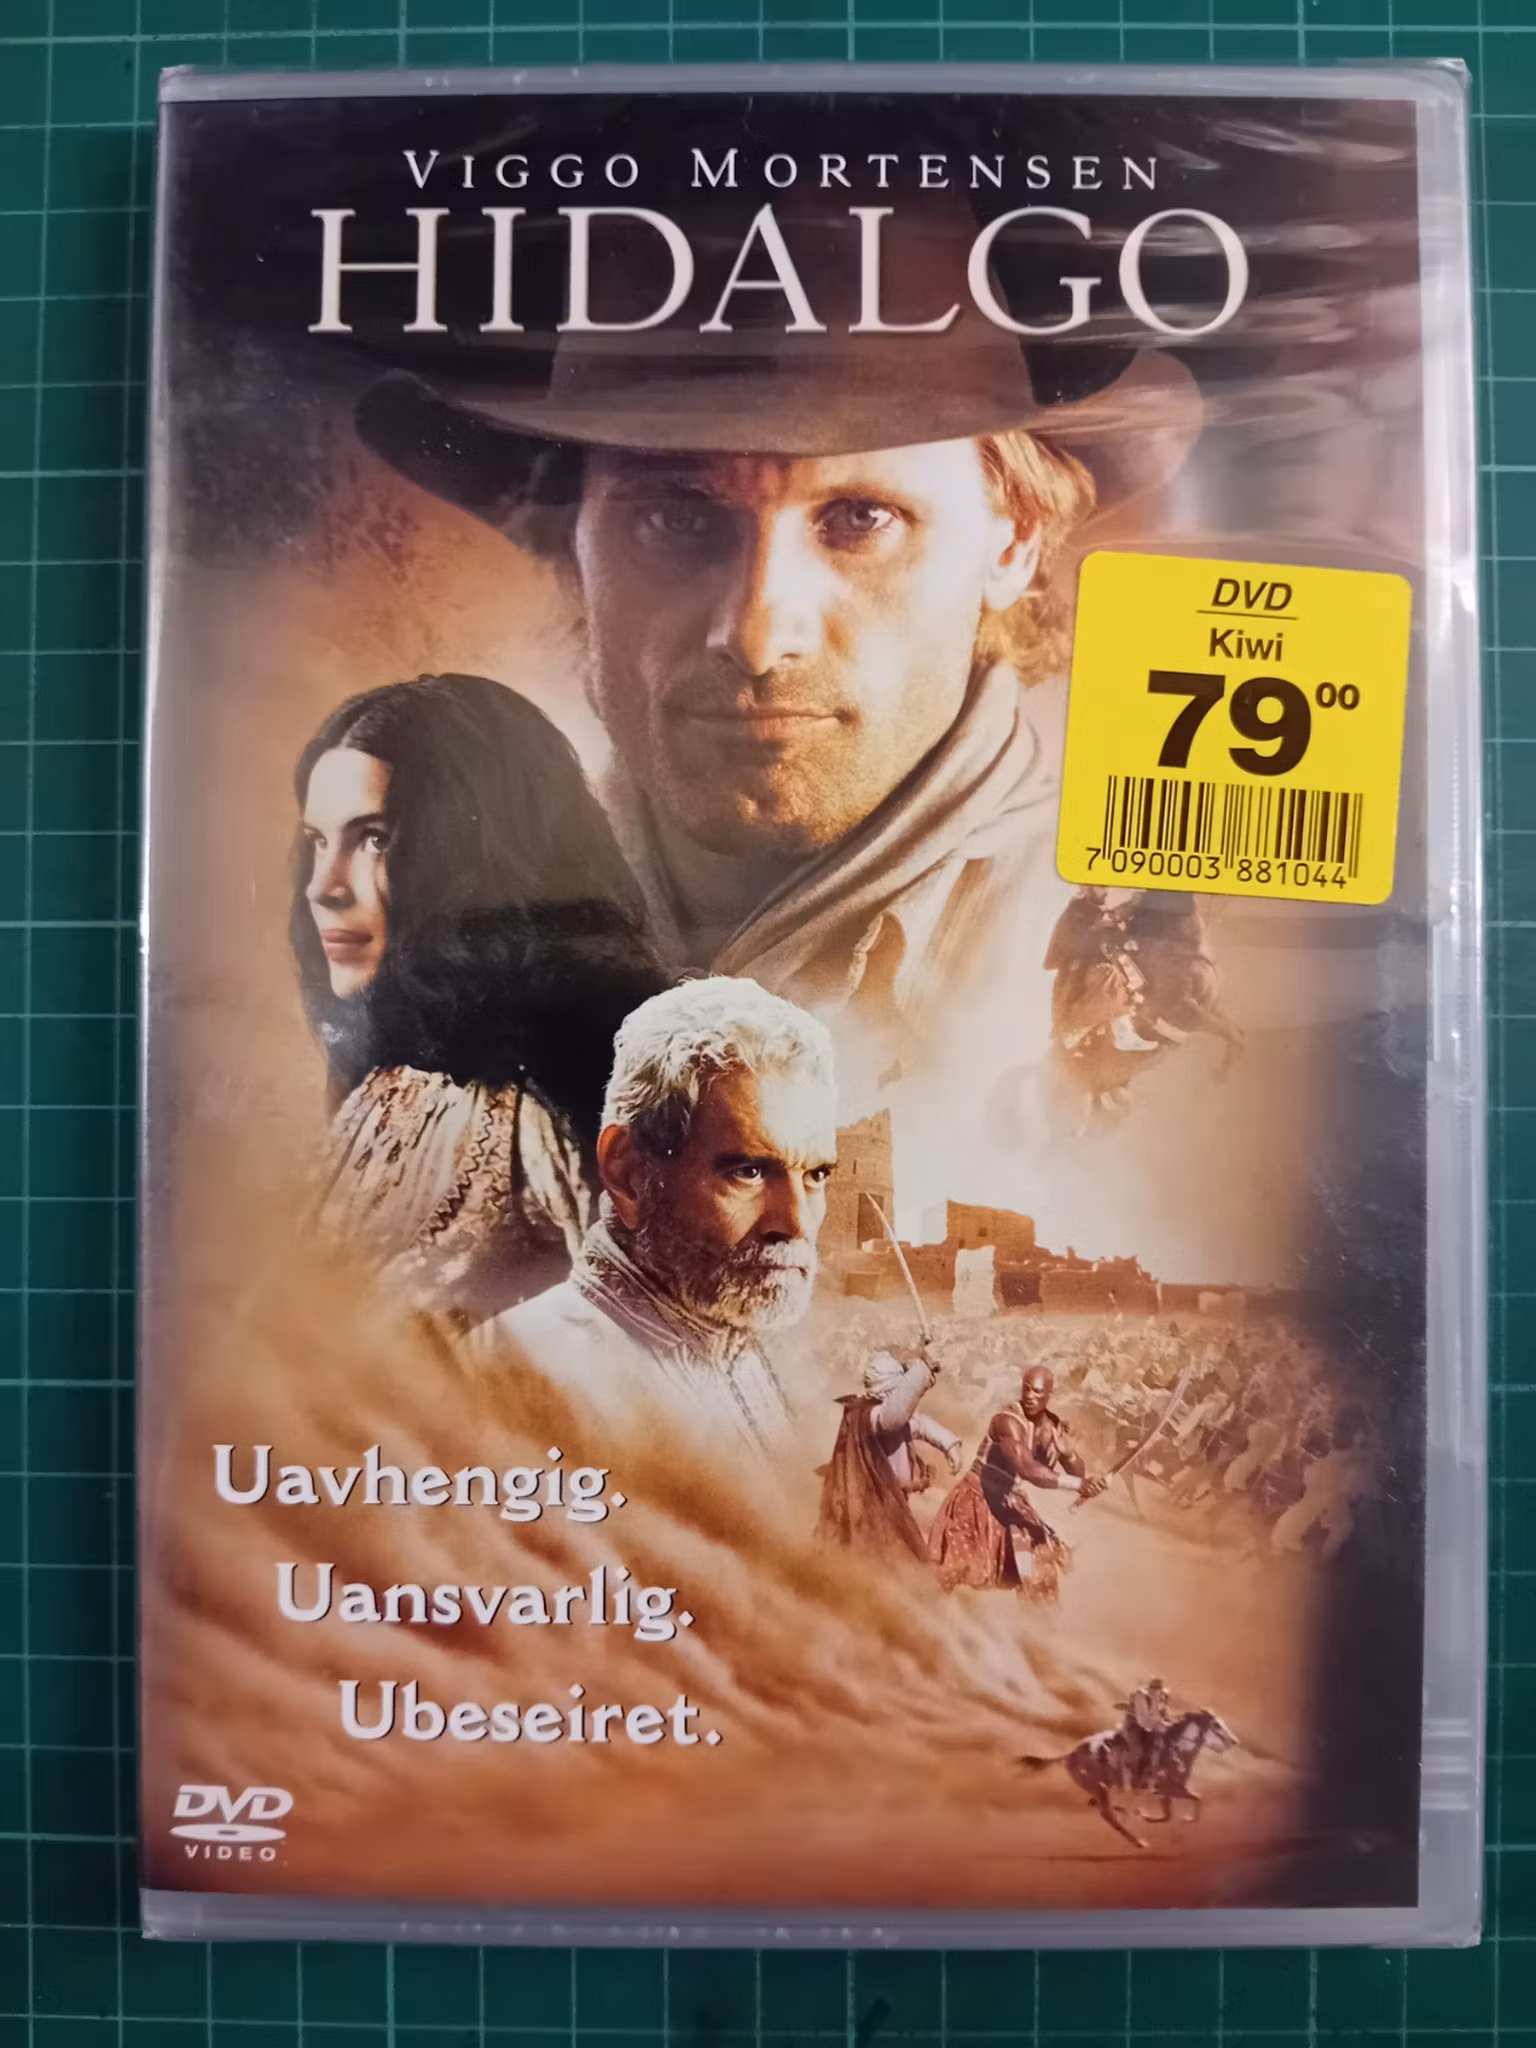 VIGGO MORTENSEN
HIDALGO
DVD
Kiwi
79⁰⁰
7 090003 881044
Uavhengig.
Uansvarlig.
Ubeseiret.
DVD
VIDEO